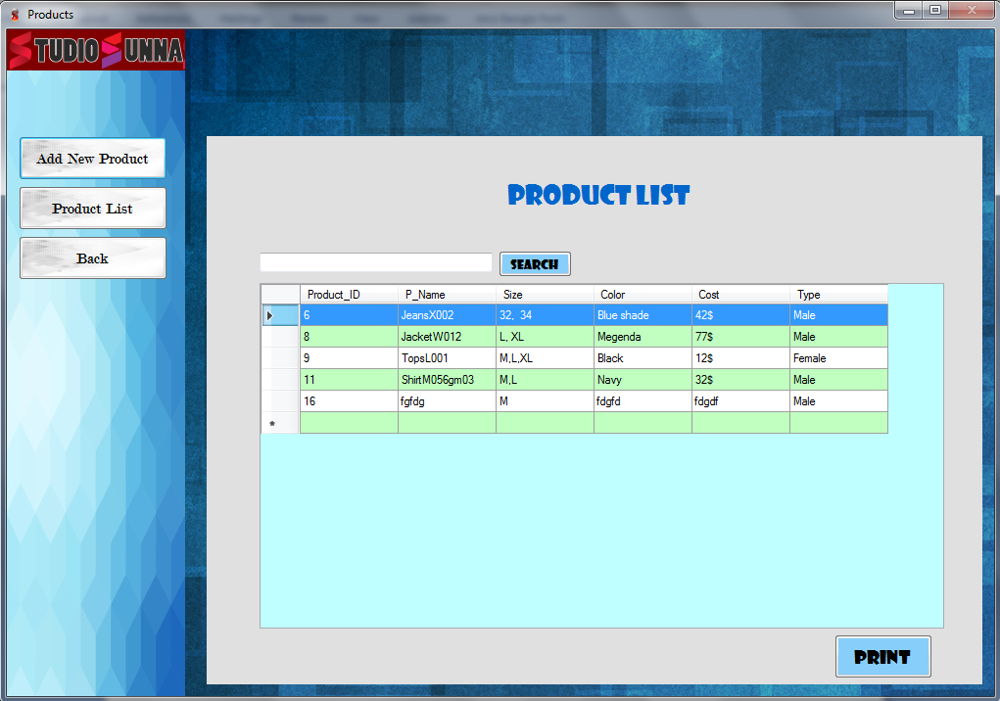 Products
STUDIO SUNNA
Add New Product
Product List
Back
PRODUCT LIST
SEARCH
Product_ID P_Name Size Color Cost Type
6 JeansX002 32, 34 Blue shade 42$ Male
8 JacketW012 L, XL Megenda 77$ Male
9 TopsL001 M,L,XL Black 12$ Female
11 ShirtM056gm03 M,L Navy 32$ Male
16 fgfdg M fdgfd fdgdf Male
*
PRINT